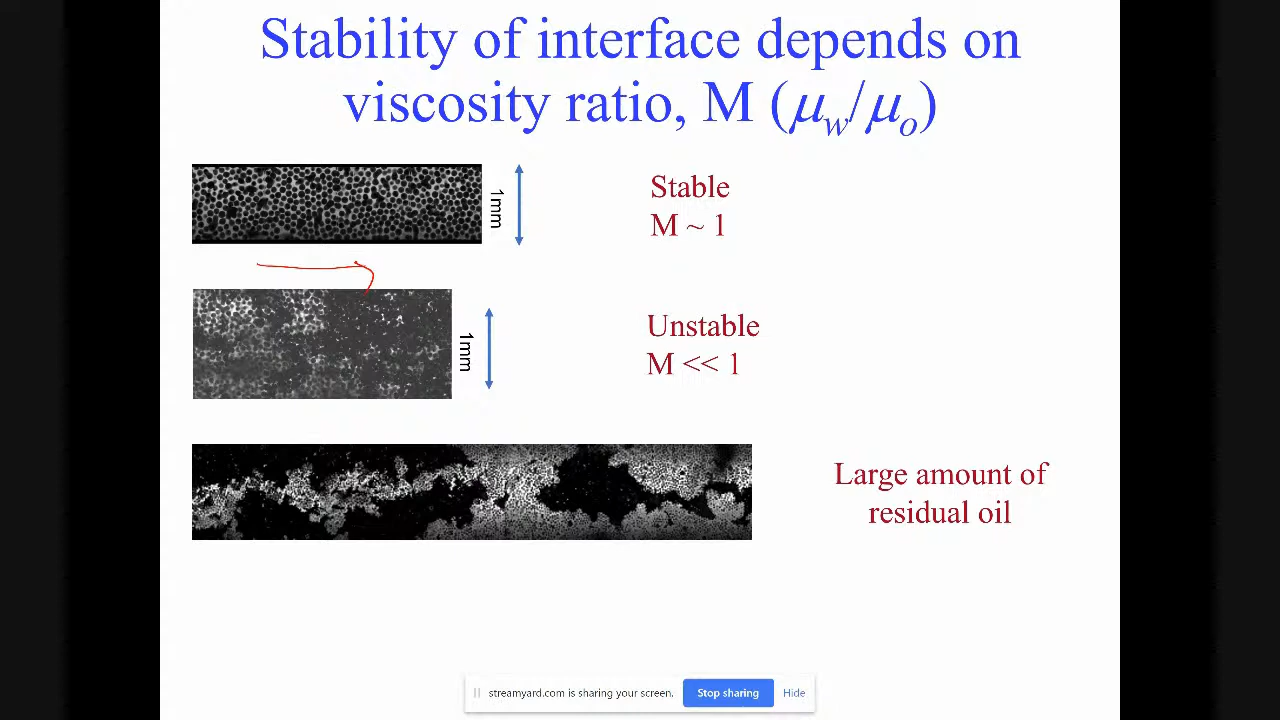 Stability of interface depends on
viscosity ratio, M (μw/μo)
1mm
Stable
M ~ 1
1mm
Unstable
M << 1
Large amount of
residual oil
streamyard.com is sharing your screen. Stop sharing Hide